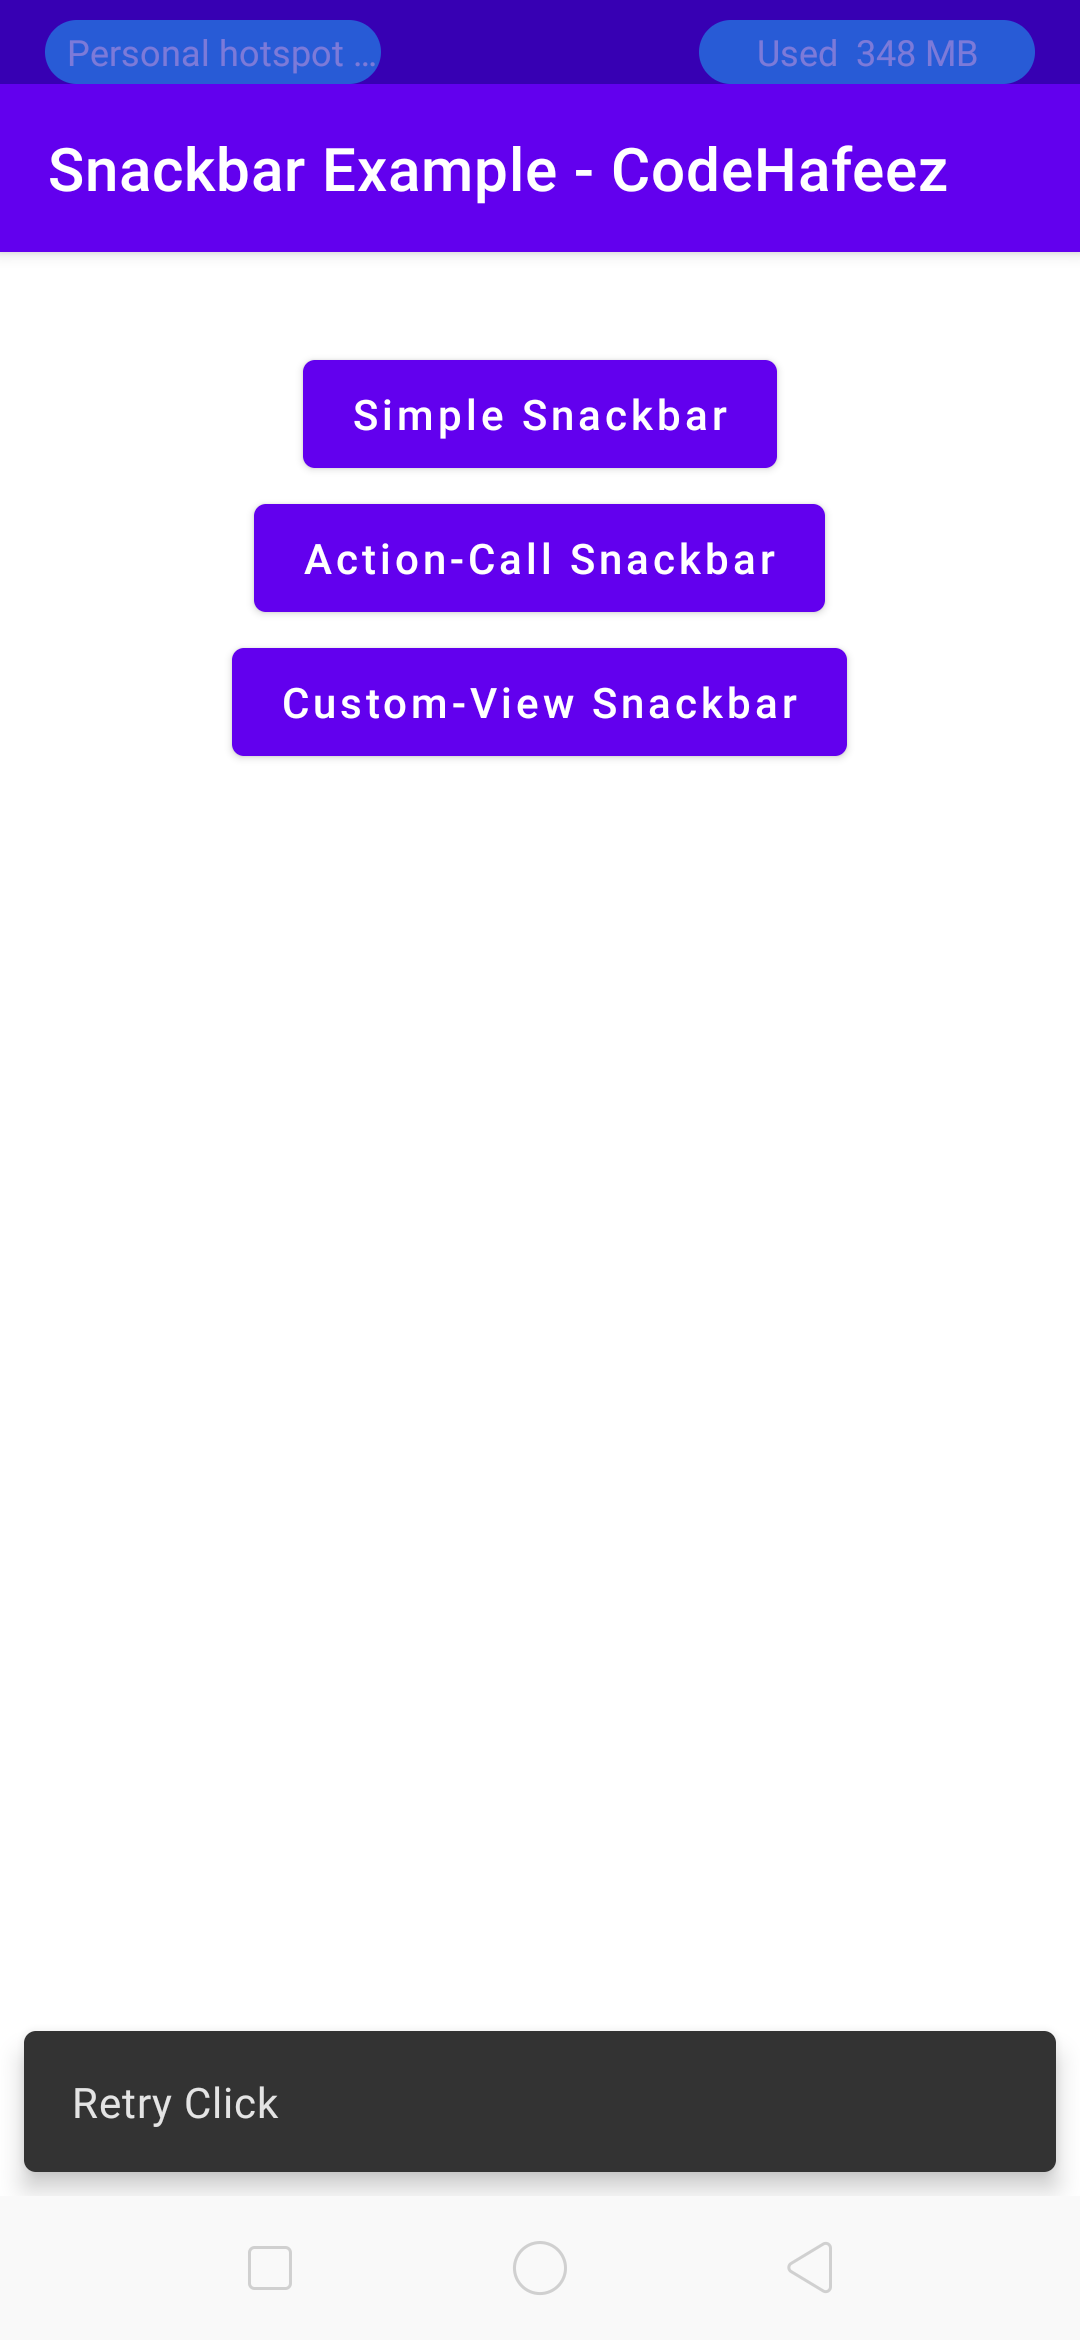 Personal hotspot ...
Used 348 MB
Snackbar Example - CodeHafeez
Simple Snackbar
Action-Call Snackbar
Custom-View Snackbar
Retry Click